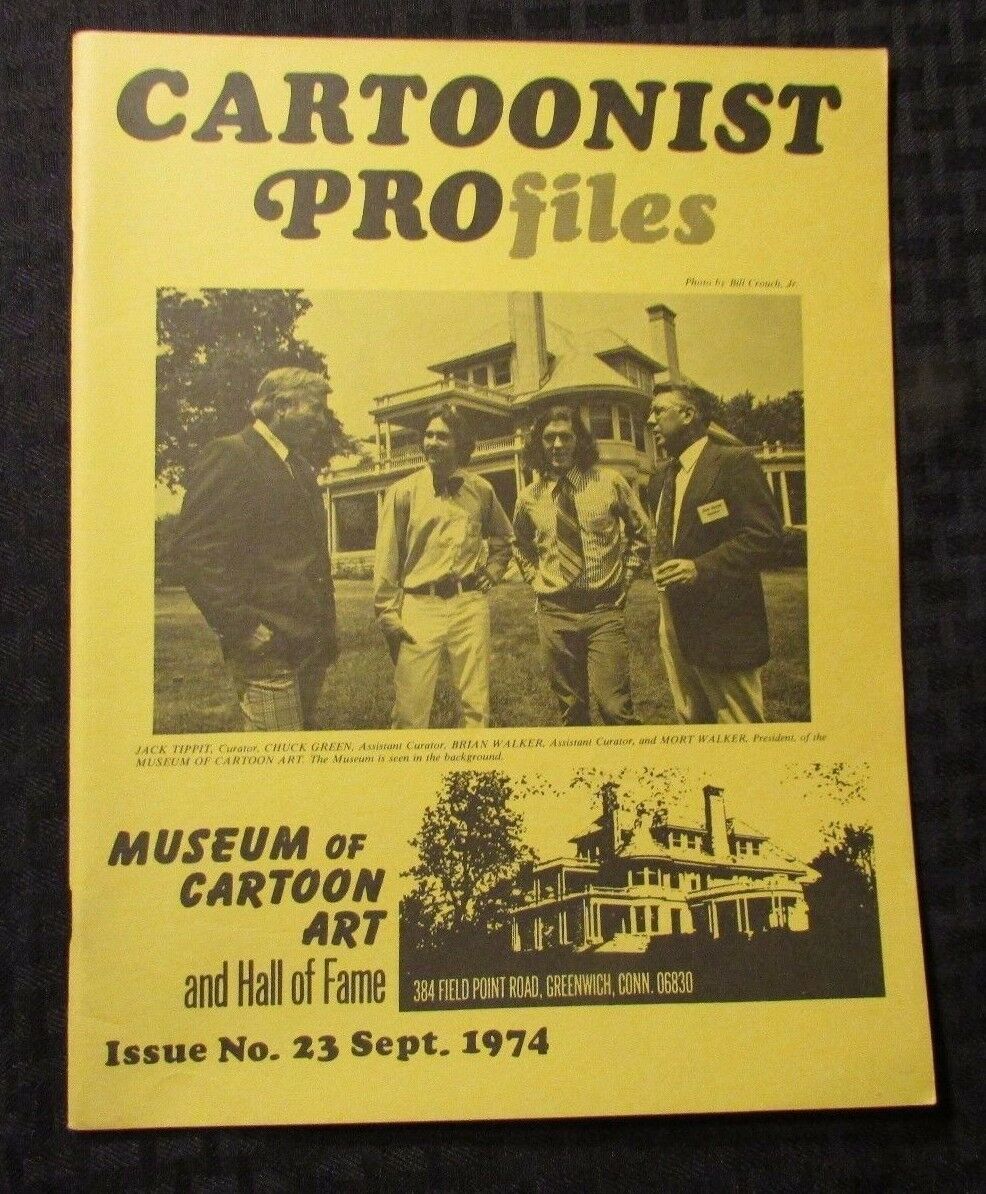 CARTOONIST
PROfiles
Photo by Bill Crouch, Jr.
JACK TIPPIT, Curator, CHUCK GREEN, Assistant Curator, BRIAN WALKER, Assistant Curator, and MORT WALKER, President, of the
MUSEUM OF CARTOON ART. The Museum is seen in the background.
MUSEUM OF
CARTOON
ART
and Hall of Fame
384 FIELD POINT ROAD, GREENWICH, CONN. 06830
Issue No. 23 Sept. 1974